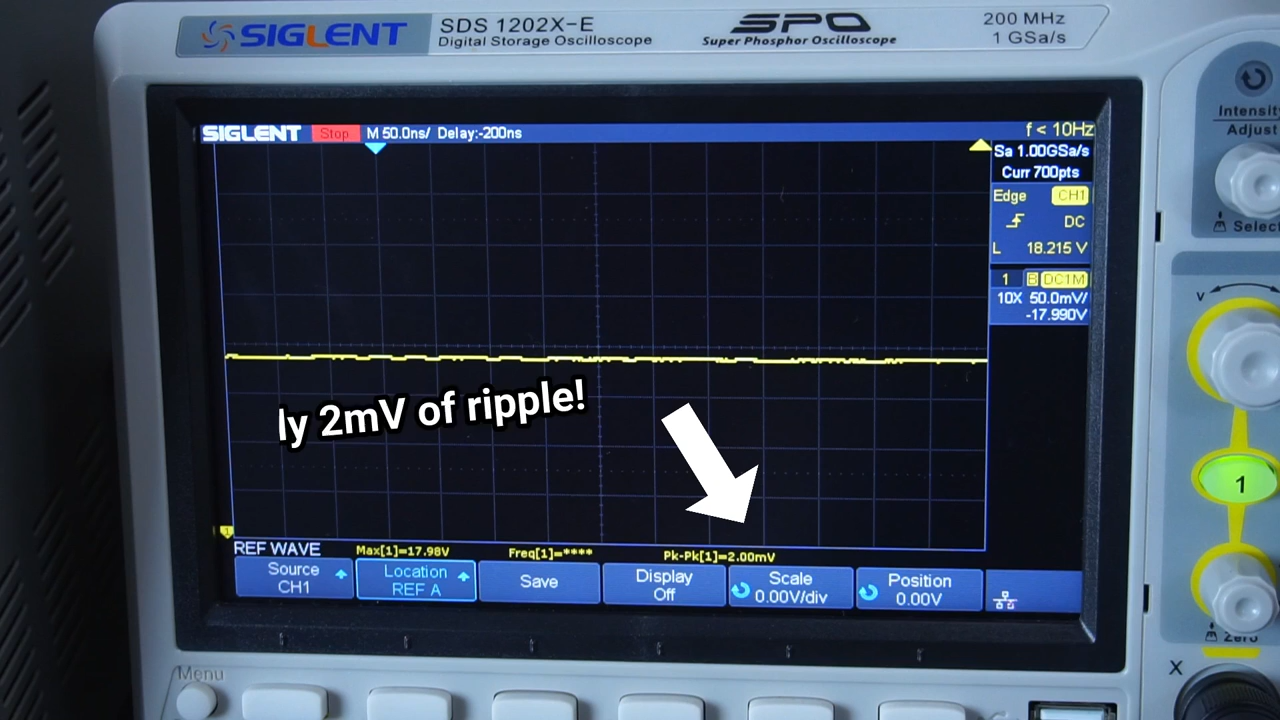 SIGLENT
SDS 1202X-E
Digital Storage Oscilloscope
SPO
Super Phosphor Oscilloscope
200 MHz
1 GSa/s
Intensity
Adjust
Select
SIGLENT Stop M 50.0ns/ Delay:-200ns f < 10Hz
Sa 1.00GSa/s
Curr 700pts
Edge CH1
DC
L 18.215 V
1 B DC1M
10X 50.0mV/
-17.990V
ly 2mV of ripple!
1
REF WAVE Max[1]=17.98V Freq[1]=**** Pk-Pk[1]=2.00mV
Source
CH1
Location
REF A
Save
Display
Off
Scale
0.00V/div
Position
0.00V
V
1
Zero
X
Menu